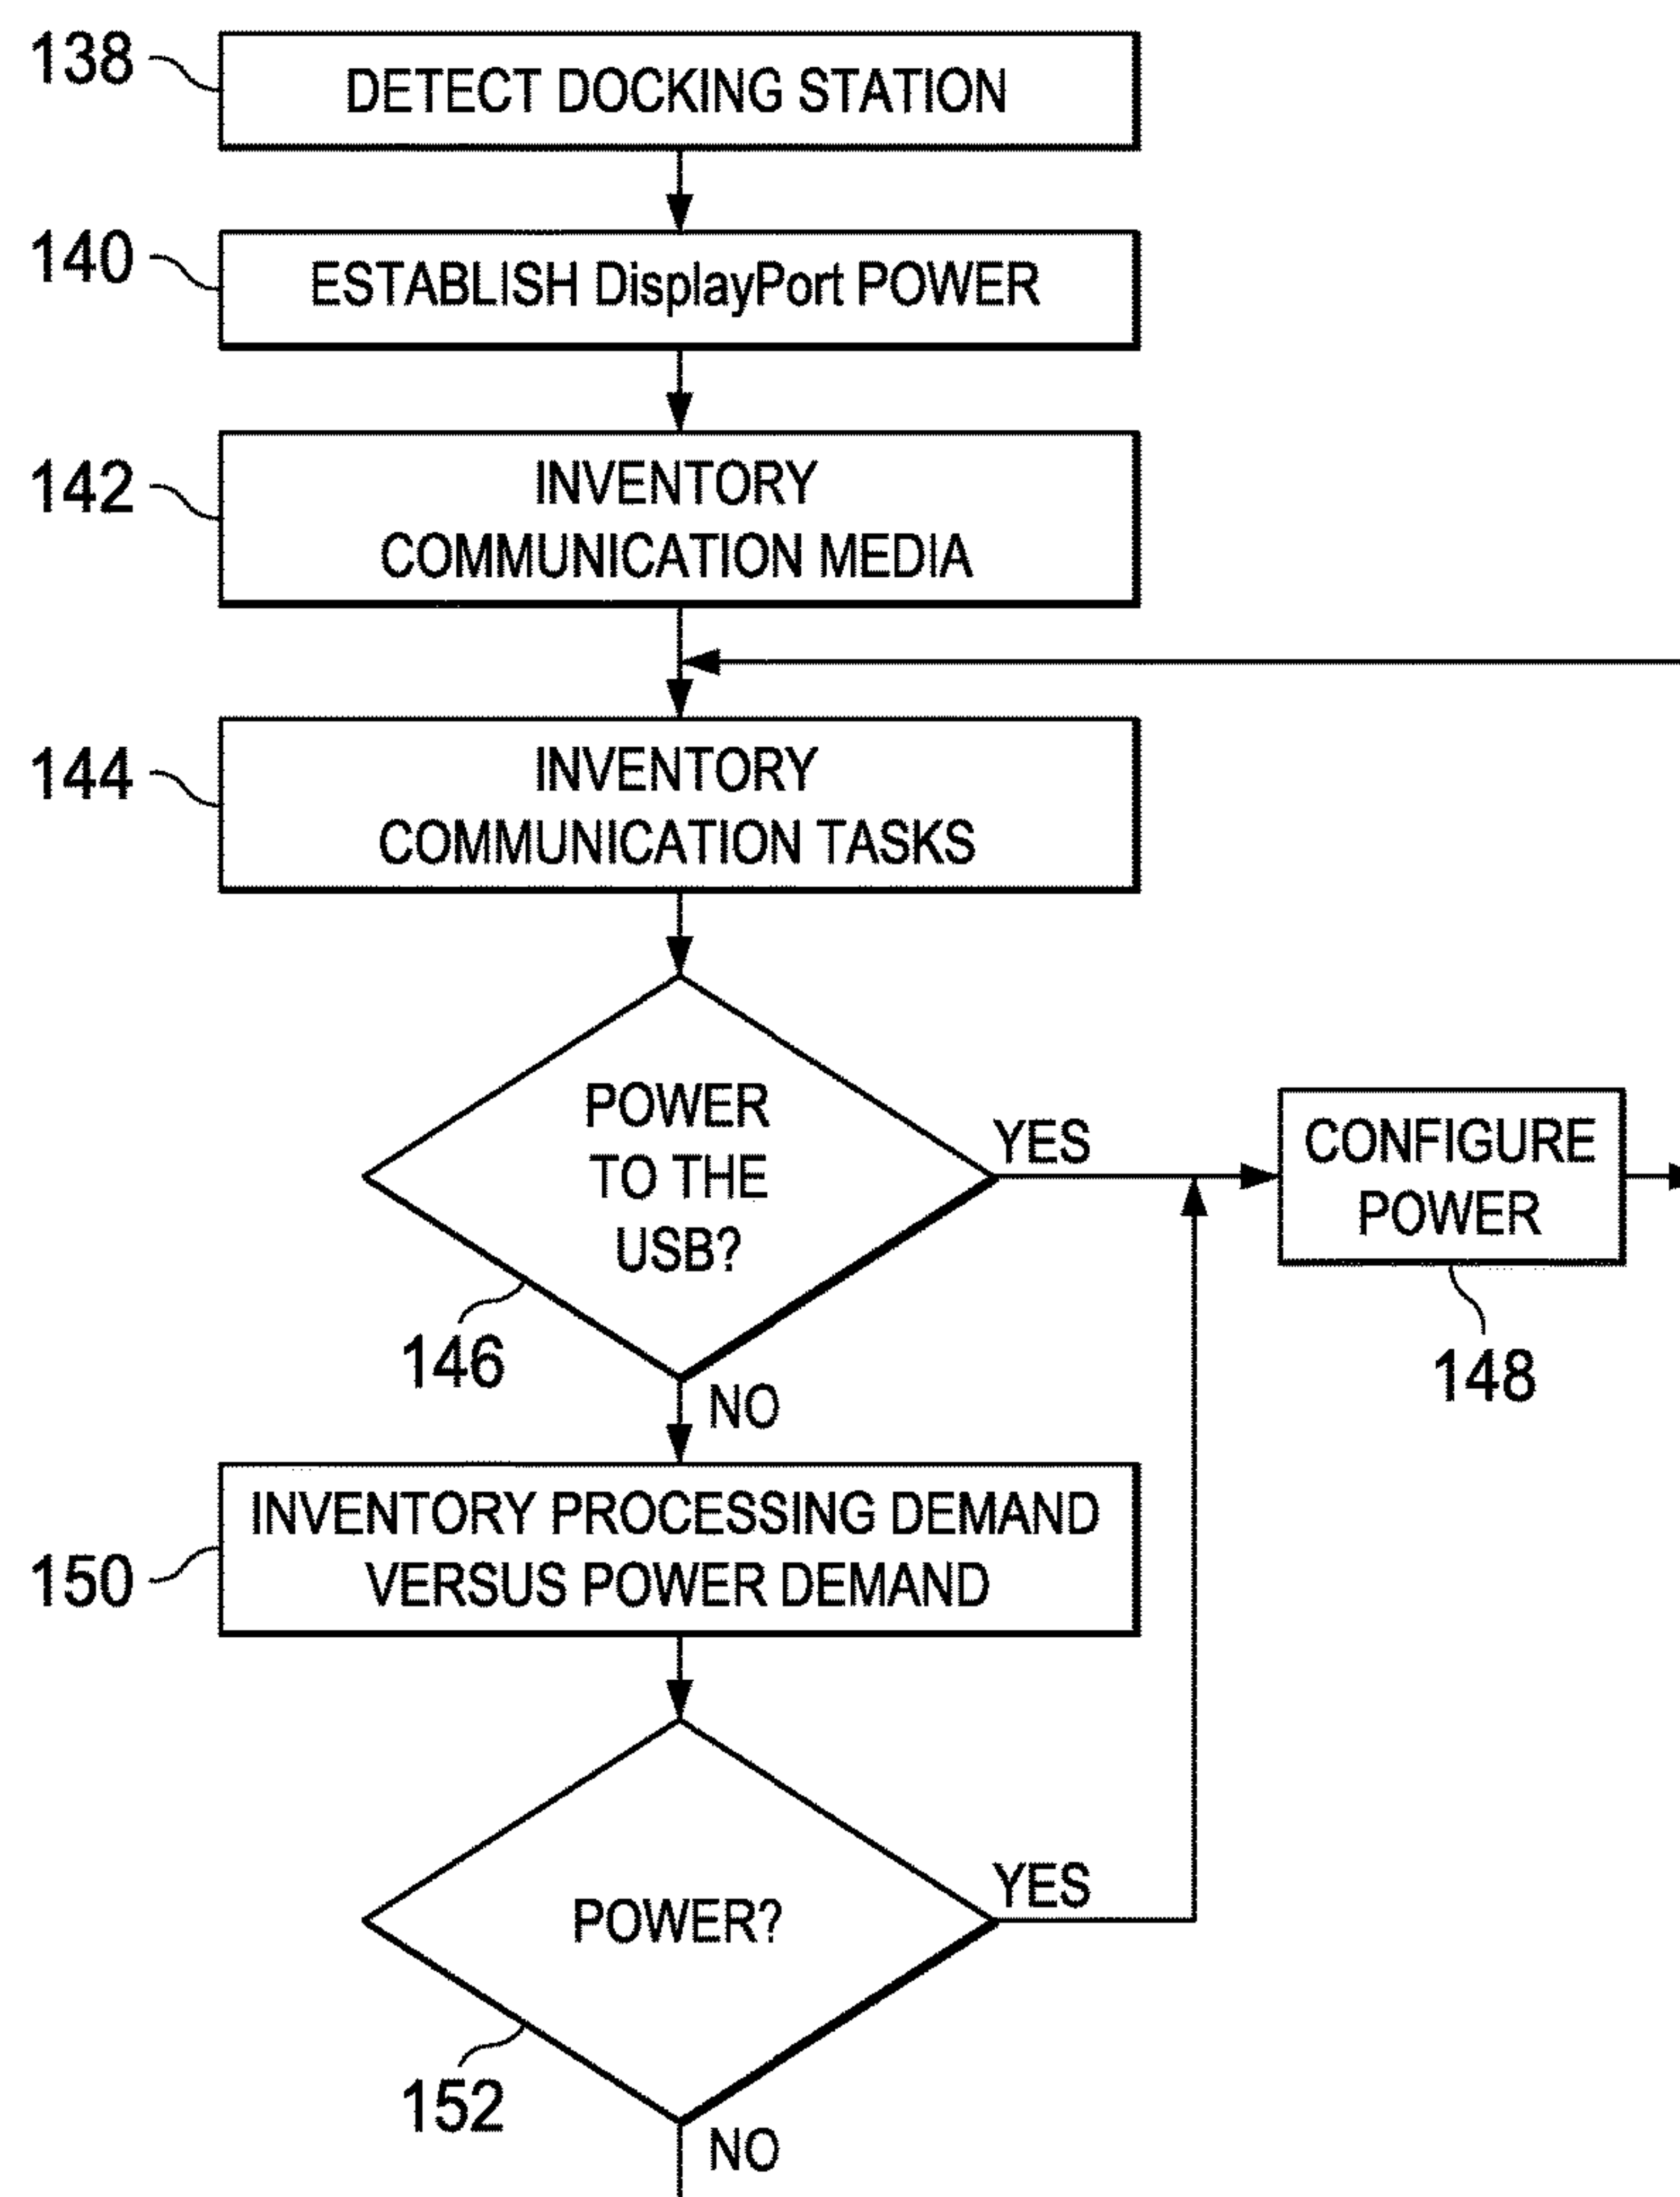 138
DETECT DOCKING STATION
140
ESTABLISH DisplayPort POWER
142
INVENTORY
COMMUNICATION MEDIA
144
INVENTORY
COMMUNICATION TASKS
POWER
TO THE
USB?
YES
146
NO
CONFIGURE
POWER
148
150
INVENTORY PROCESSING DEMAND
VERSUS POWER DEMAND
POWER?
YES
152
NO